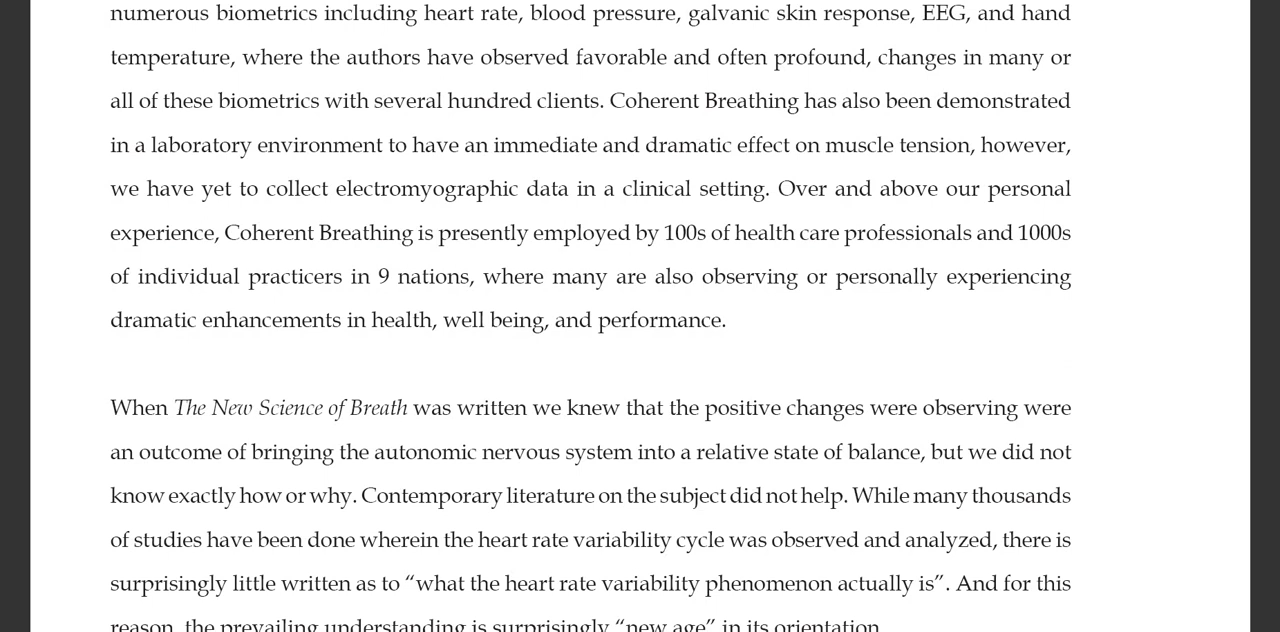 numerous biometrics including heart rate, blood pressure, galvanic skin response, EEG, and hand
temperature, where the authors have observed favorable and often profound, changes in many or
all of these biometrics with several hundred clients. Coherent Breathing has also been demonstrated
in a laboratory environment to have an immediate and dramatic effect on muscle tension, however,
we have yet to collect electromyographic data in a clinical setting. Over and above our personal
experience, Coherent Breathing is presently employed by 100s of health care professionals and 1000s
of individual practicers in 9 nations, where many are also observing or personally experiencing
dramatic enhancements in health, well being, and performance.
When The New Science of Breath was written we knew that the positive changes were observing were
an outcome of bringing the autonomic nervous system into a relative state of balance, but we did not
know exactly how or why. Contemporary literature on the subject did not help. While many thousands
of studies have been done wherein the heart rate variability cycle was observed and analyzed, there is
surprisingly little written as to “what the heart rate variability phenomenon actually is”. And for this
reason, the prevailing understanding is surprisingly “new age” in its orientation.